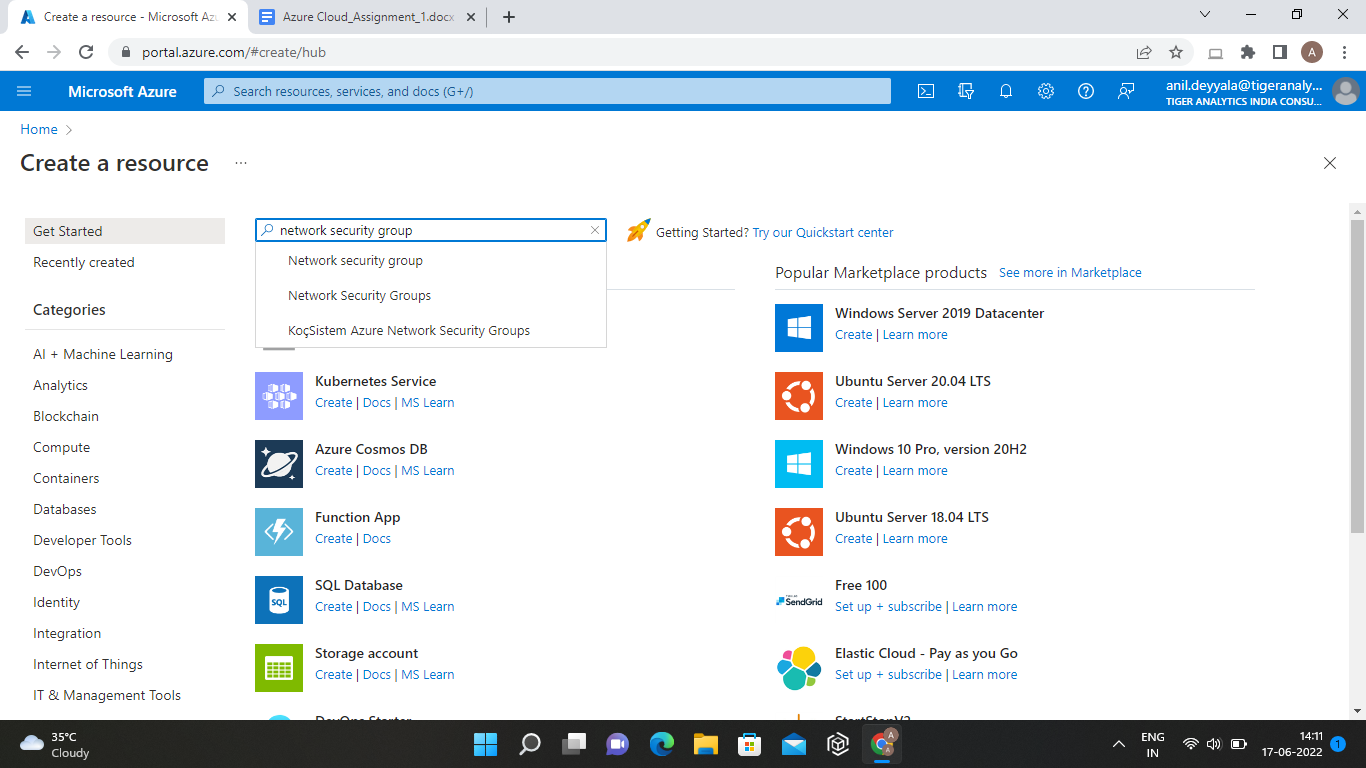 Create a resource - Microsoft Azu
Azure Cloud_Assignment_1.docx
portal.azure.com/#create/hub
A
Microsoft Azure
Search resources, services, and docs (G+/)
anil.deyyala@tigeranaly...
TIGER ANALYTICS INDIA CONSU...
Home
Create a resource
...
Get Started
Recently created
Categories
AI + Machine Learning
Analytics
Blockchain
Compute
Containers
Databases
Developer Tools
DevOps
Identity
Integration
Internet of Things
IT & Management Tools
network security group
Network security group
Network Security Groups
KoçSistem Azure Network Security Groups
Getting Started? Try our Quickstart center
Kubernetes Service
Create | Docs | MS Learn
Azure Cosmos DB
Create | Docs | MS Learn
Function App
Create | Docs
SQL
SQL Database
Create | Docs | MS Learn
Storage account
Create | Docs | MS Learn
DevOps Starter
Popular Marketplace products See more in Marketplace
Windows Server 2019 Datacenter
Create | Learn more
Ubuntu Server 20.04 LTS
Create | Learn more
Windows 10 Pro, version 20H2
Create | Learn more
Ubuntu Server 18.04 LTS
Create | Learn more
SendGrid
Free 100
Set up + subscribe | Learn more
Elastic Cloud - Pay as you Go
Set up + subscribe | Learn more
StartStopV2
35°C
Cloudy
A
ENG
IN
14:11
17-06-2022
1